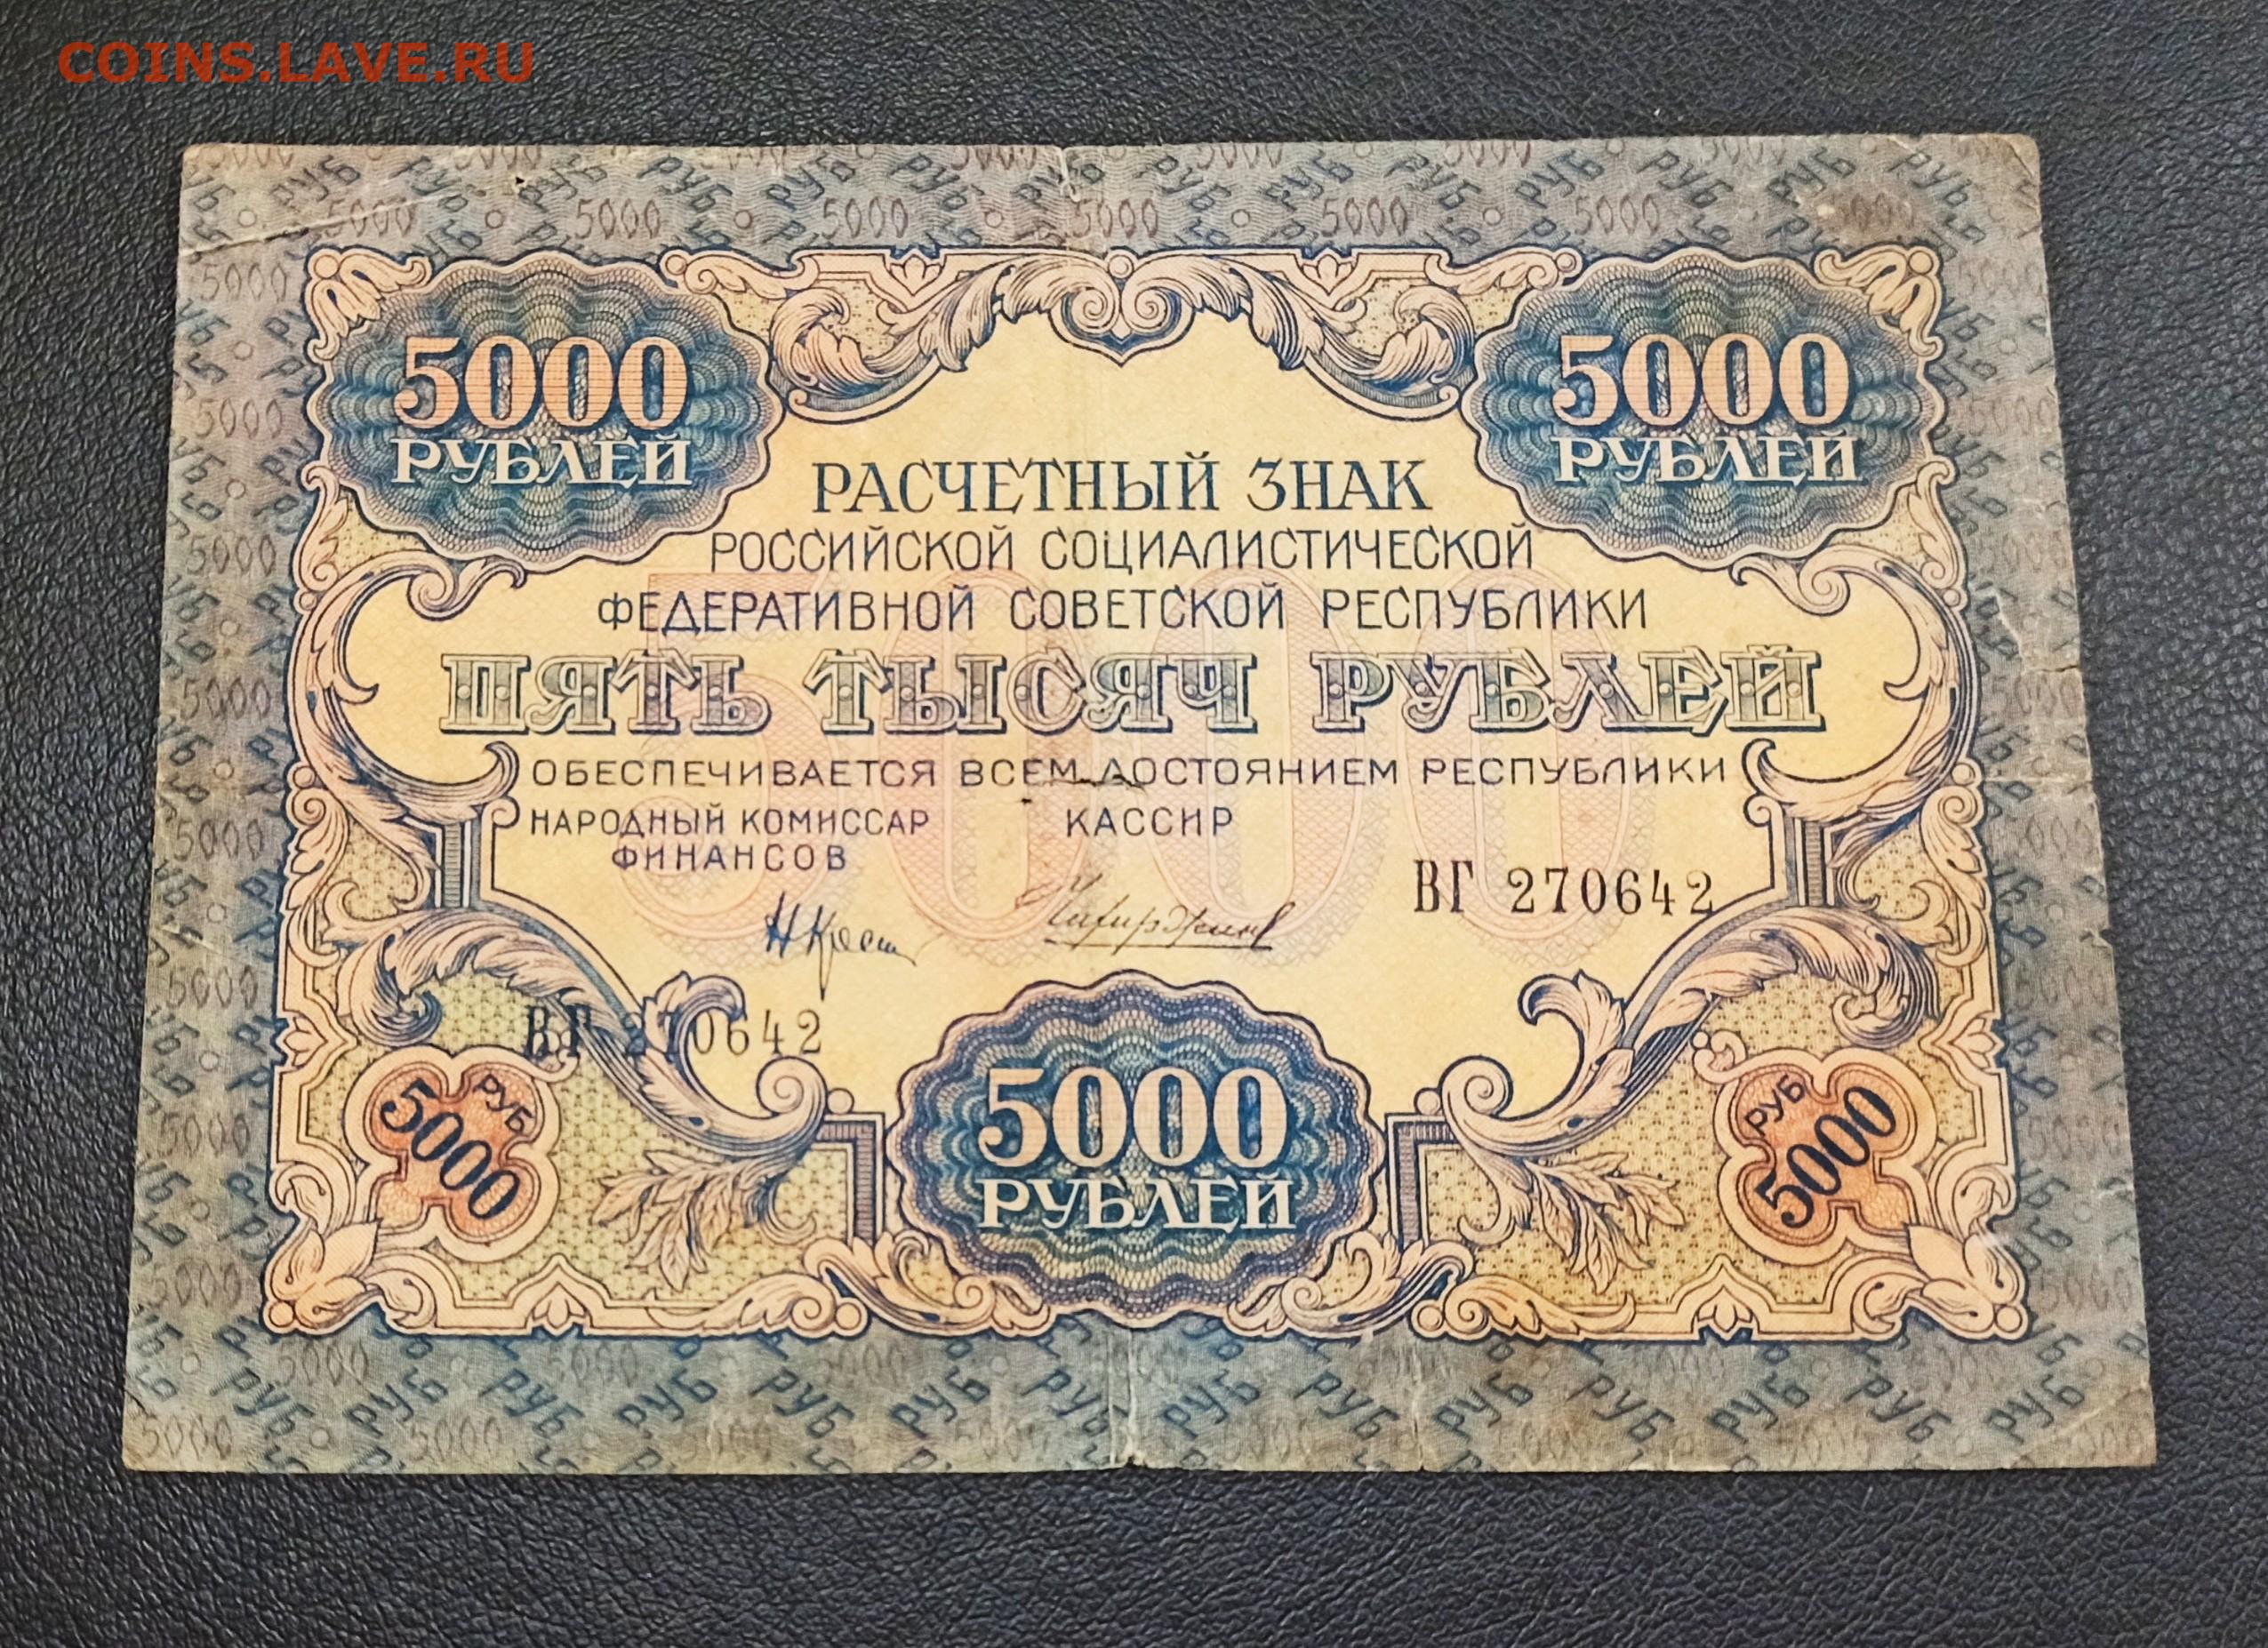 COINS.LAVE.RU
5000
РУБЛЕЙ
5000
РУБЛЕЙ
РАСЧЕТНЫЙ ЗНАК
РОССИЙСКОЙ СОЦИАЛИСТИЧЕСКОЙ
ФЕДЕРАТИВНОЙ СОВЕТСКОЙ РЕСПУБЛИКИ
ПЯТЬ ТЫСЯЧ РУБЛЕЙ
ОБЕСПЕЧИВАЕТСЯ ВСЕМ ДОСТОЯНИЕМ РЕСПУБЛИКИ
НАРОДНЫЙ КОМИССАР
ФИНАНСОВ
КАССИР
ВГ 270642
ВГ 270642
РУБ
5000
5000
РУБЛЕЙ
РУБ
5000